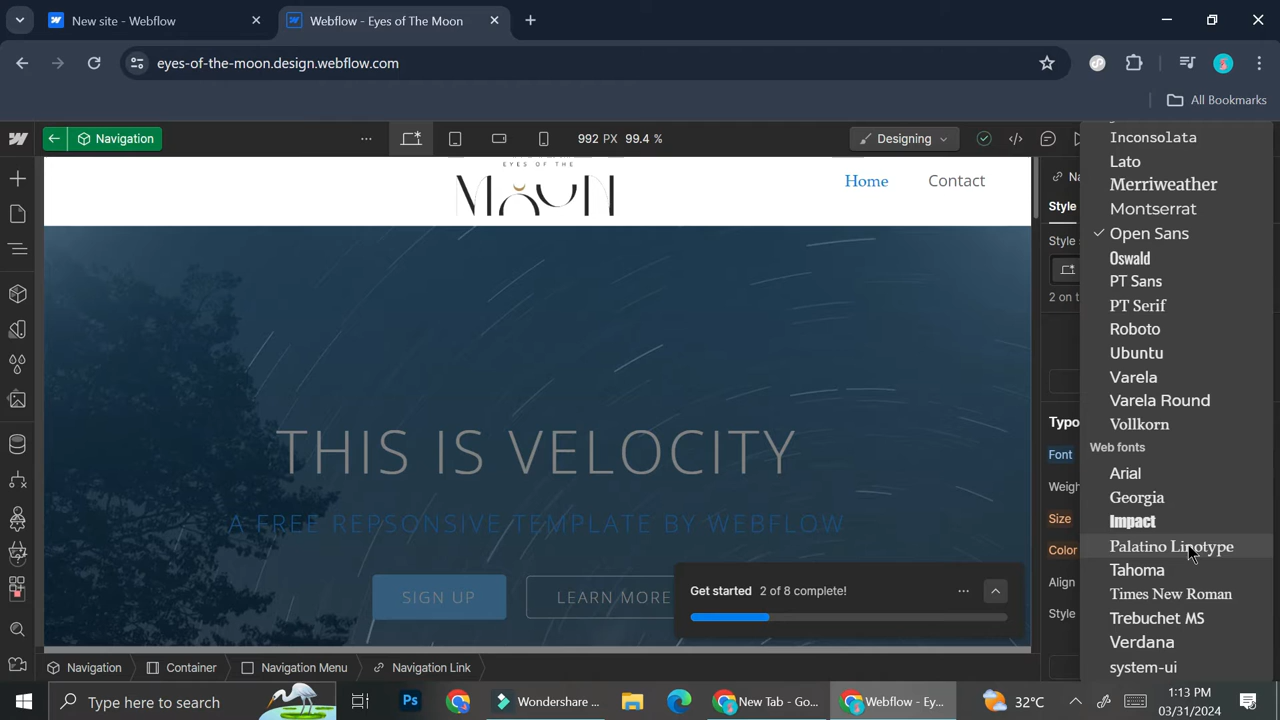 New site - Webflow
Webflow - Eyes of The Moon
eyes-of-the-moon.design.webflow.com
All Bookmarks
Navigation
992 PX 99.4 %
Designing
EYES OF THE
MOON
Home
Contact
THIS IS VELOCITY
A FREE REPSONSIVE TEMPLATE BY WEBFLOW
SIGN UP
LEARN MORE
Get started 2 of 8 complete!
Style
2 on
Font
Size
Color
Align
Style
Inconsolata
Lato
Merriweather
Montserrat
Open Sans
Oswald
PT Sans
PT Serif
Roboto
Ubuntu
Varela
Varela Round
Vollkorn
Web fonts
Arial
Georgia
Impact
Palatino Linotype
Tahoma
Times New Roman
Trebuchet MS
Verdana
system-ui
Navigation
Container
Navigation Menu
Navigation Link
Type here to search
Ps
Wondershare ...
New Tab - Go...
Webflow - Ey...
32°C
1:13 PM
03/31/2024